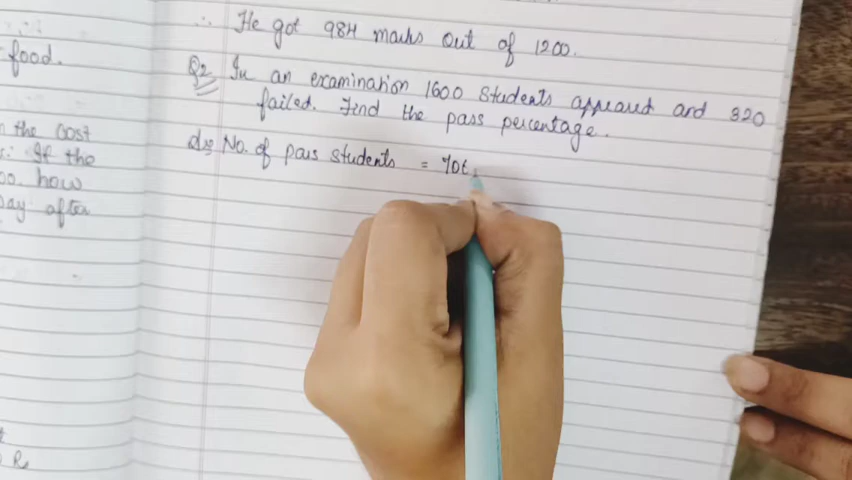 food.
the cost
If the
how
day after
R
∴ He got 984 marks out of 1200.
Q2 In an examination 1600 students appeared and 320
failed. Find the pass percentage.
No. of pass students = Tot